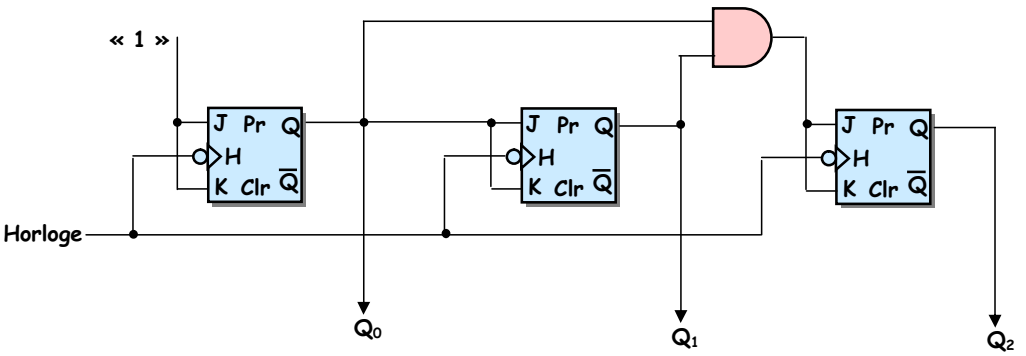 « 1 »
J Pr Q
H
K Clr Q̅
J Pr Q
H
K Clr Q̅
J Pr Q
H
K Clr Q̅
Horloge
Q₀
Q₁
Q₂